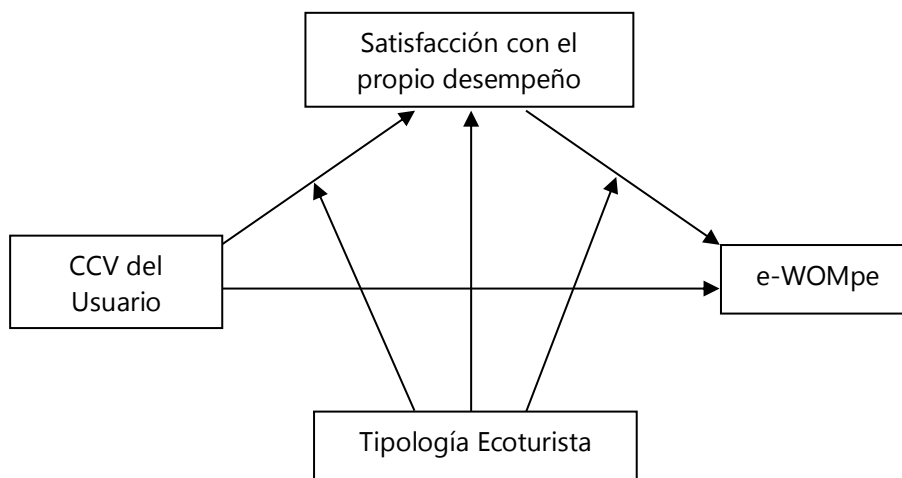 Satisfacción con el
propio desempeño
CCV del
Usuario
e-WOMpe
Tipología Ecoturista